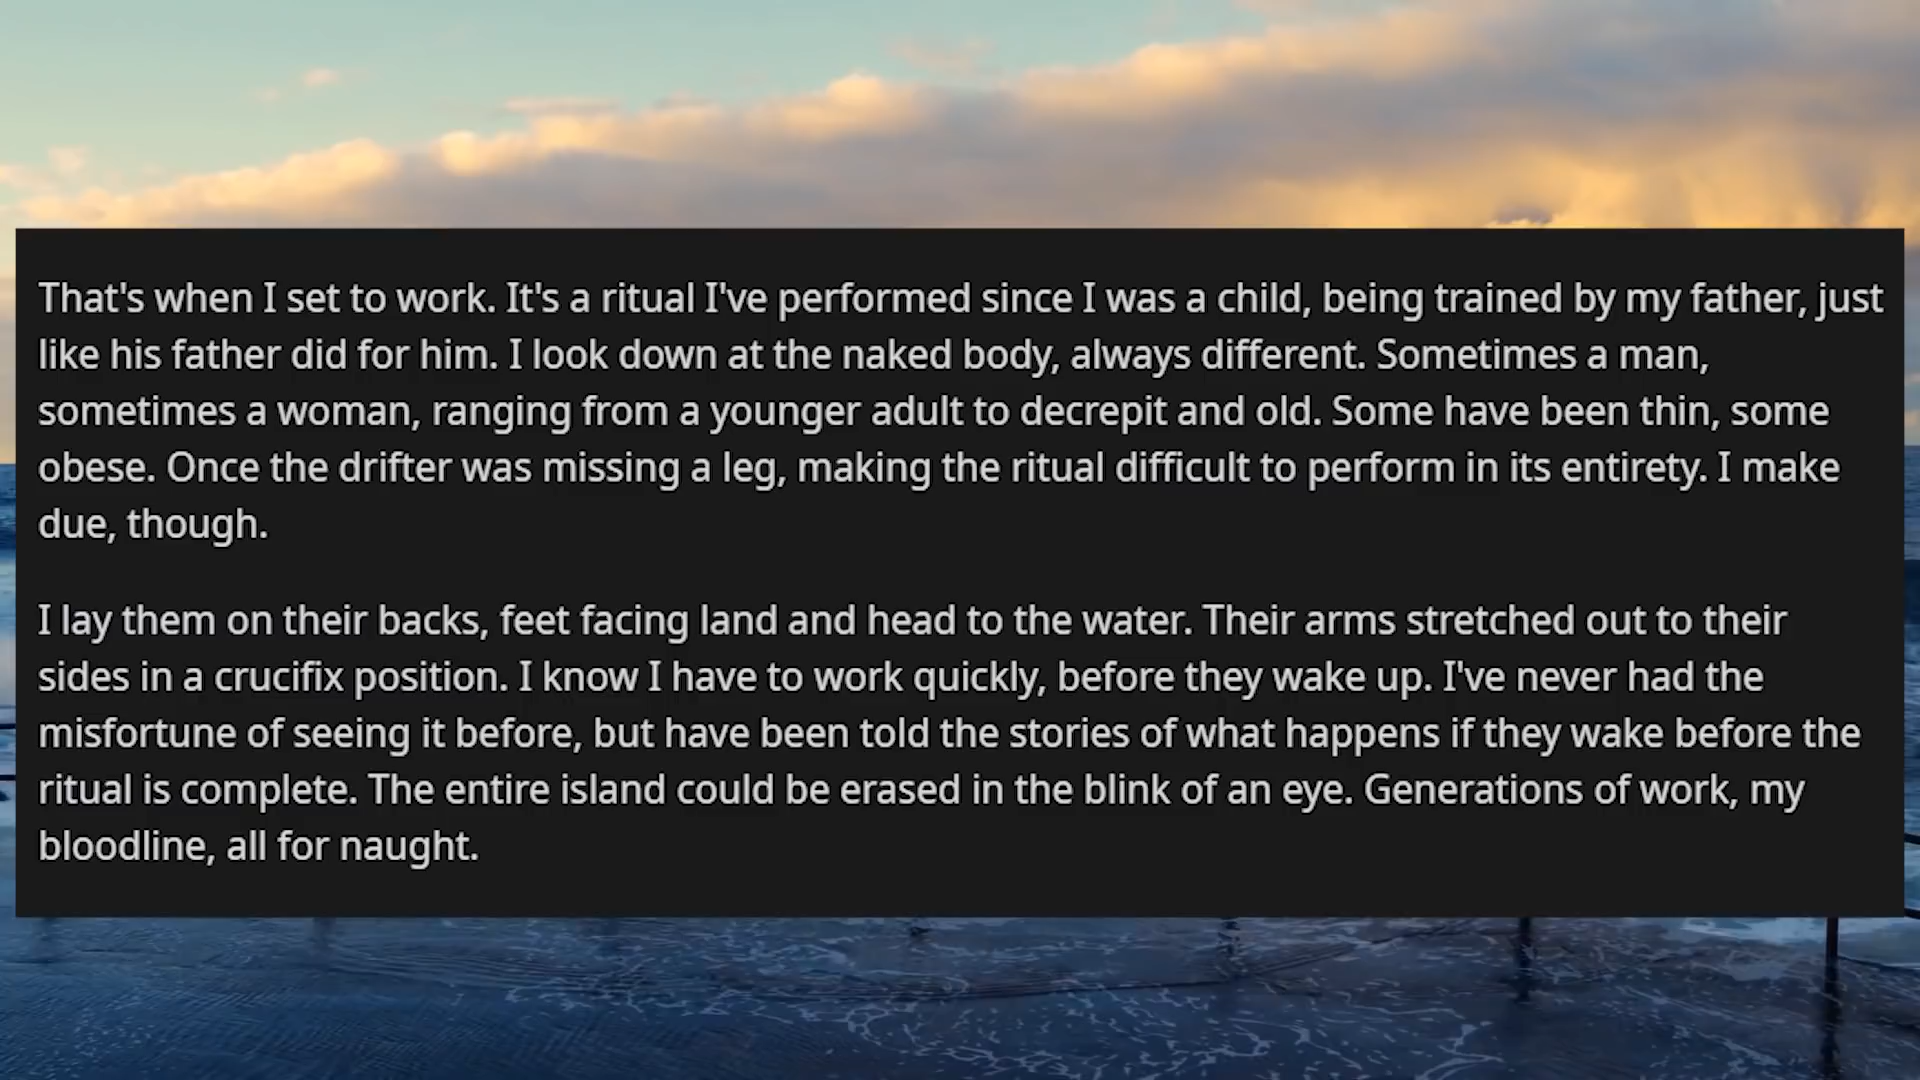 That's when I set to work. It's a ritual I've performed since I was a child, being trained by my father, just
like his father did for him. I look down at the naked body, always different. Sometimes a man,
sometimes a woman, ranging from a younger adult to decrepit and old. Some have been thin, some
obese. Once the drifter was missing a leg, making the ritual difficult to perform in its entirety. I make
due, though.
I lay them on their backs, feet facing land and head to the water. Their arms stretched out to their
sides in a crucifix position. I know I have to work quickly, before they wake up. I've never had the
misfortune of seeing it before, but have been told the stories of what happens if they wake before the
ritual is complete. The entire island could be erased in the blink of an eye. Generations of work, my
bloodline, all for naught.